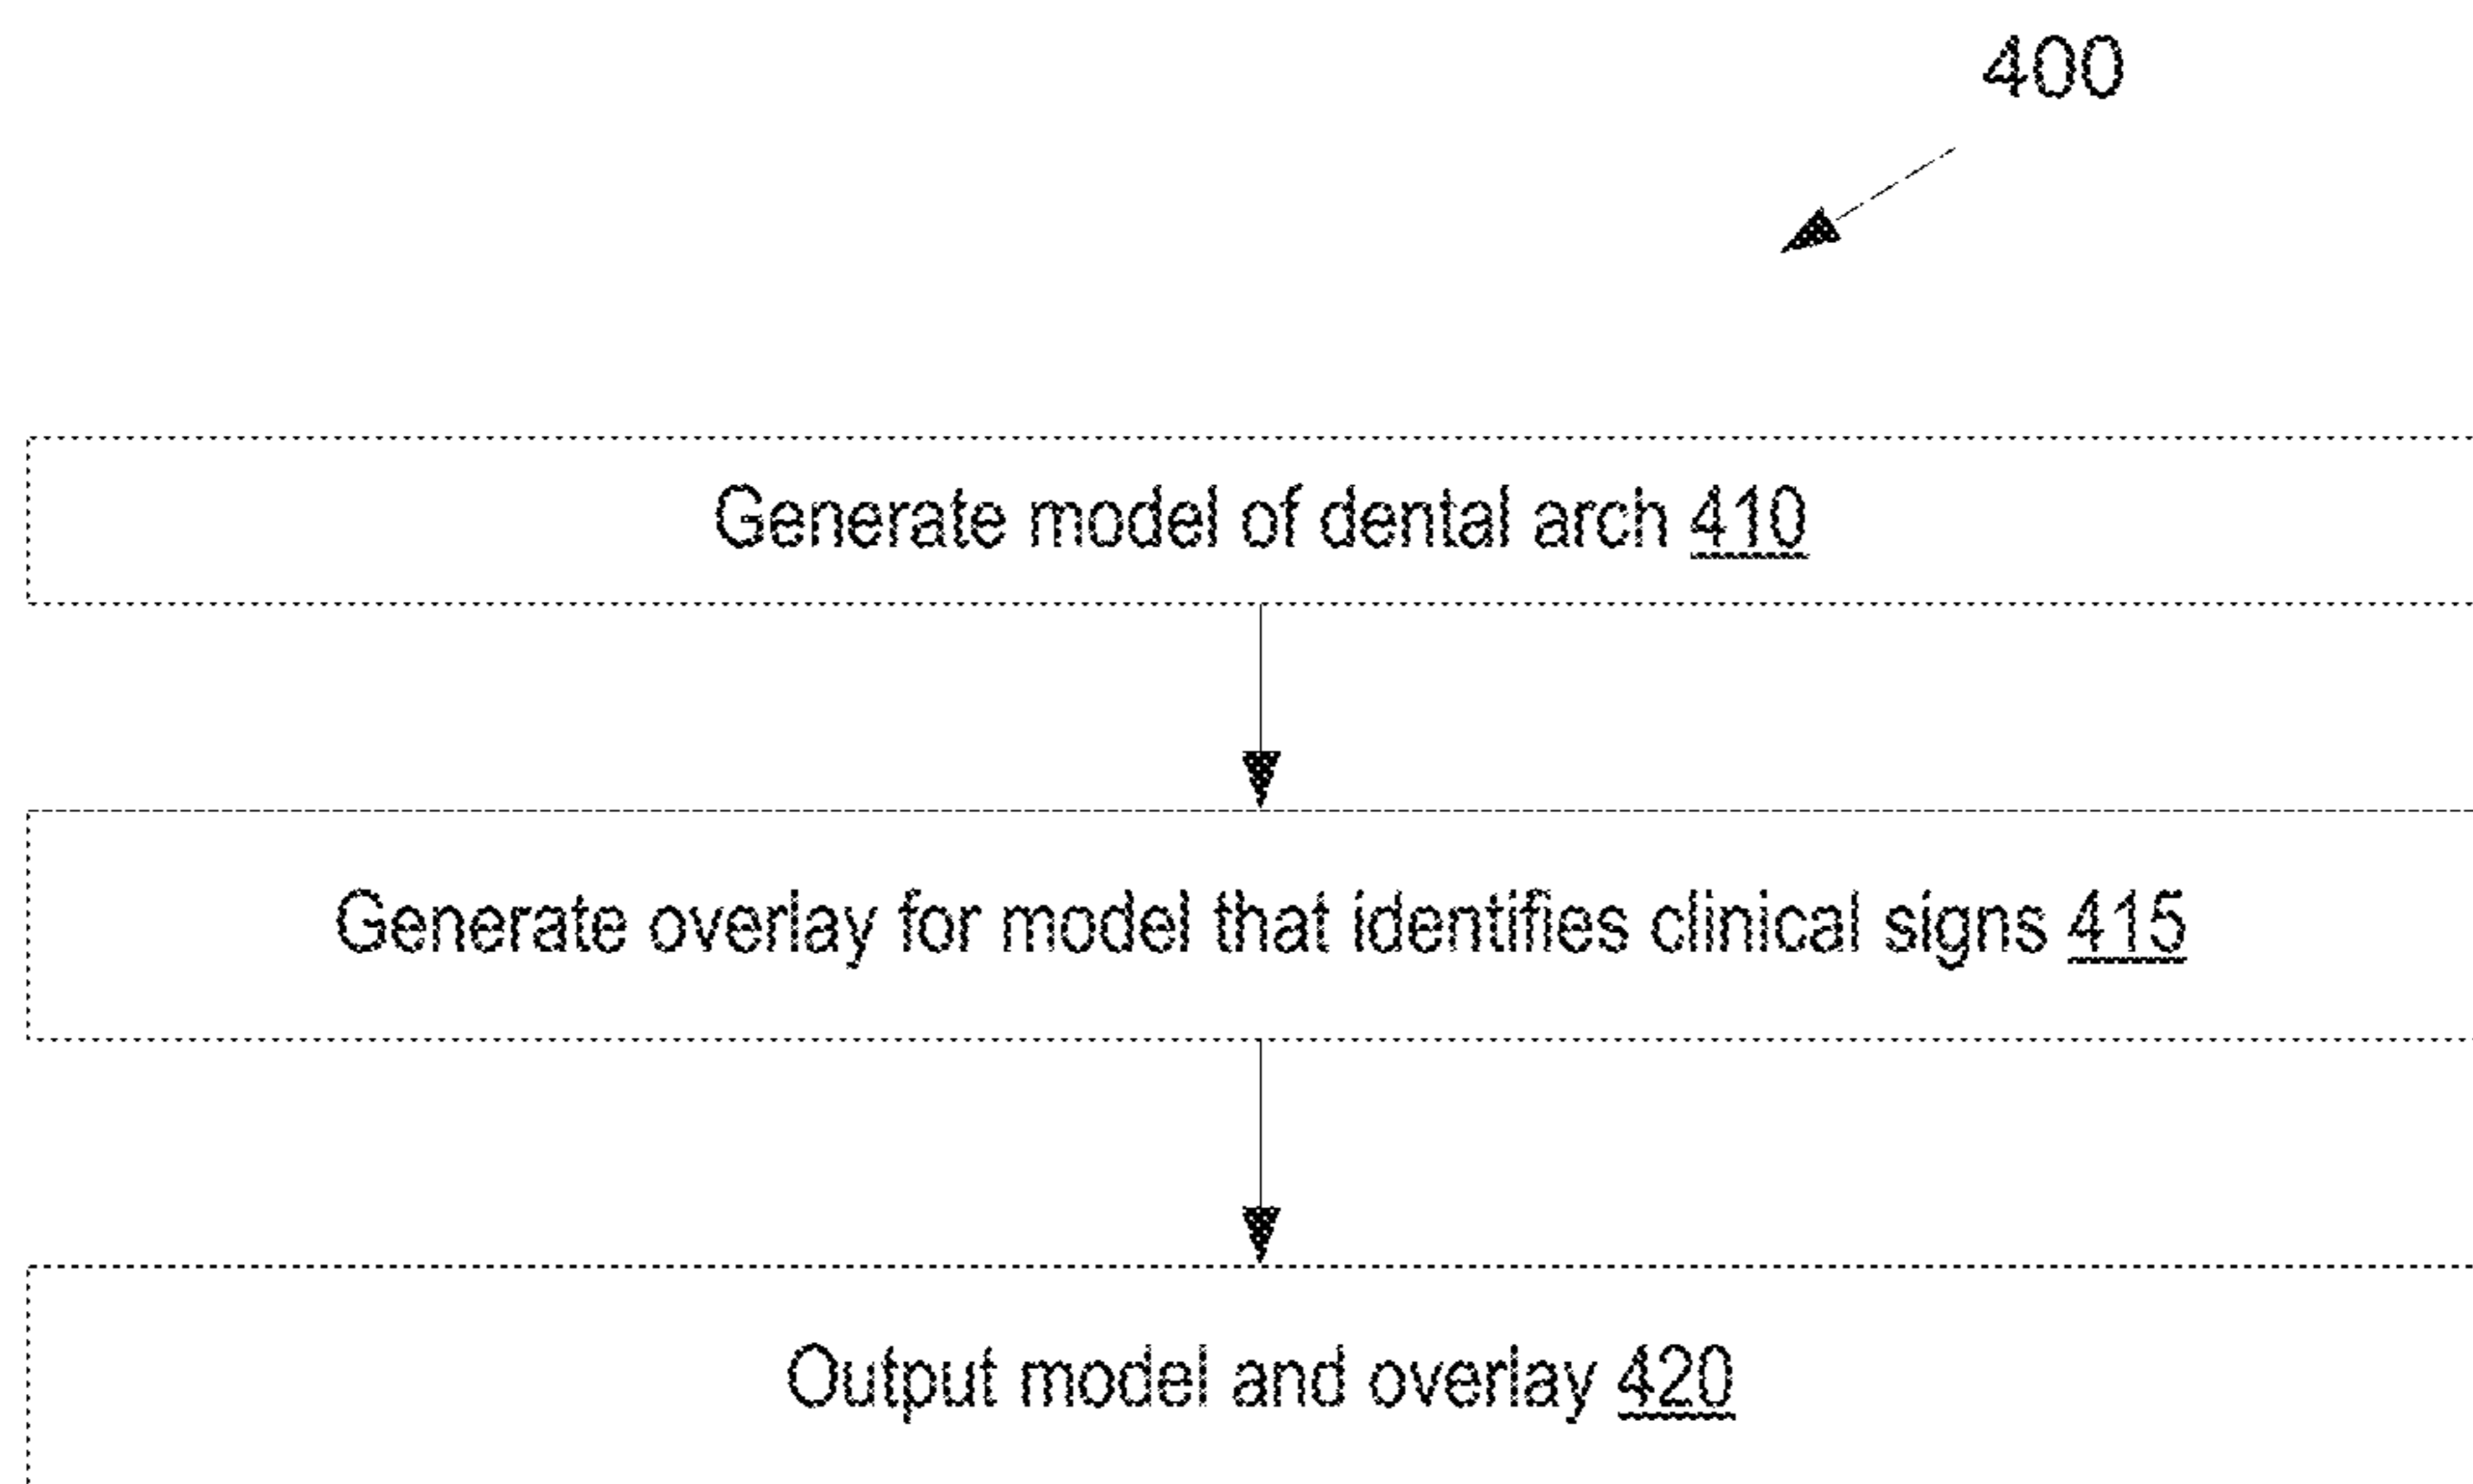 400
Generate model of dental arch 410
Generate overlay for model that identifies clinical signs 415
Output model and overlay 420